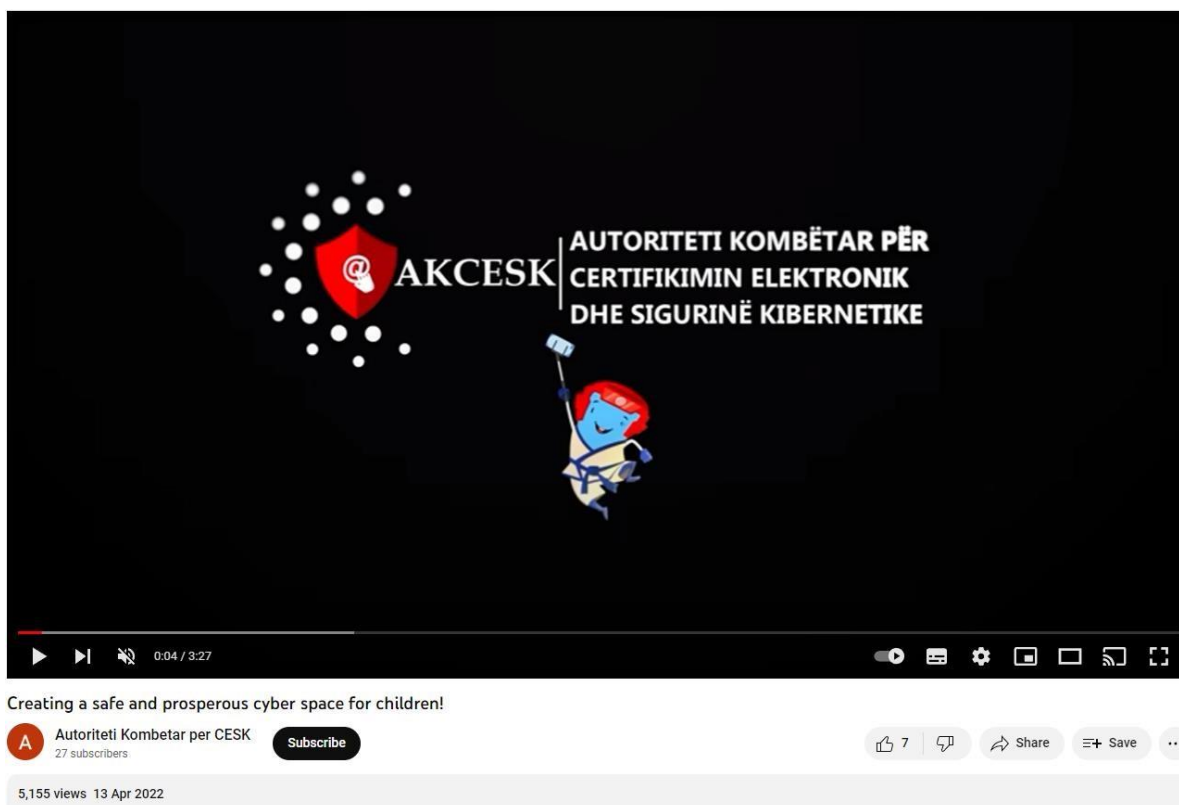 @
AKCESK
AUTORITETI KOMBËTAR PËR
CERTIFIKIMIN ELEKTRONIK
DHE SIGURINË KIBERNETIKE
0:04 / 3:27
Creating a safe and prosperous cyber space for children!
A
Autoriteti Kombetar per CESK
27 subscribers
Subscribe
7
Share
Save
5,155 views 13 Apr 2022